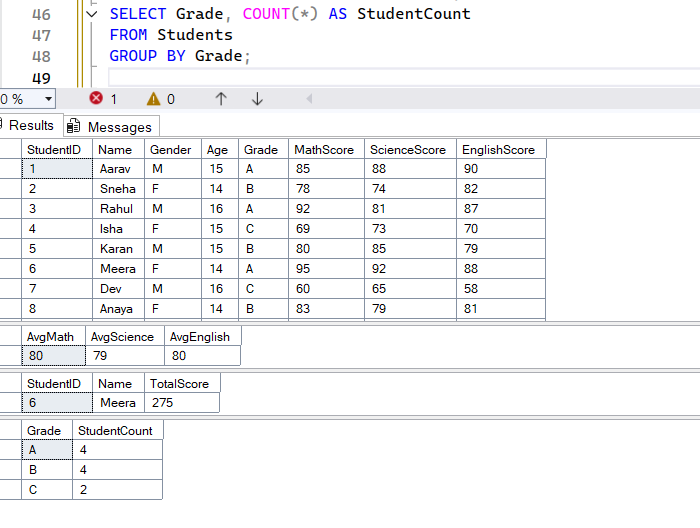 46 SELECT Grade, COUNT(*) AS StudentCount
47 FROM Students
48 GROUP BY Grade;
49
0 % 1 0
Results Messages
StudentID Name Gender Age Grade MathScore ScienceScore EnglishScore
1 Aarav M 15 A 85 88 90
2 Sneha F 14 B 78 74 82
3 Rahul M 16 A 92 81 87
4 Isha F 15 C 69 73 70
5 Karan M 15 B 80 85 79
6 Meera F 14 A 95 92 88
7 Dev M 16 C 60 65 58
8 Anaya F 14 B 83 79 81
AvgMath AvgScience AvgEnglish
80 79 80
StudentID Name TotalScore
6 Meera 275
Grade StudentCount
A 4
B 4
C 2